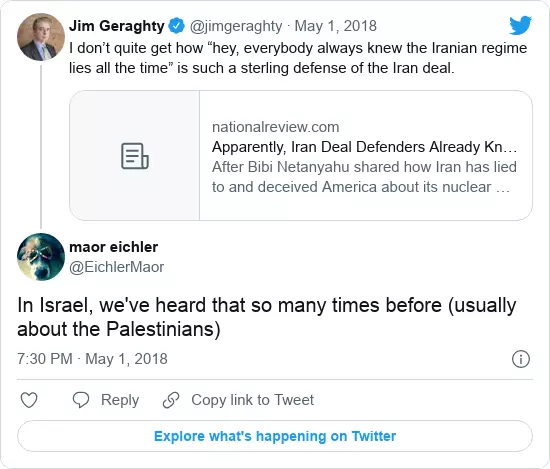 Jim Geraghty @jimgeraghty · May 1, 2018
I don’t quite get how “hey, everybody always knew the Iranian regime
lies all the time” is such a sterling defense of the Iran deal.
nationalreview.com
Apparently, Iran Deal Defenders Already Kn…
After Bibi Netanyahu shared how Iran has lied
to and deceived America about its nuclear …
maor eichler
@EichlerMaor
In Israel, we've heard that so many times before (usually
about the Palestinians)
7:30 PM · May 1, 2018
Reply
Copy link to Tweet
Explore what's happening on Twitter